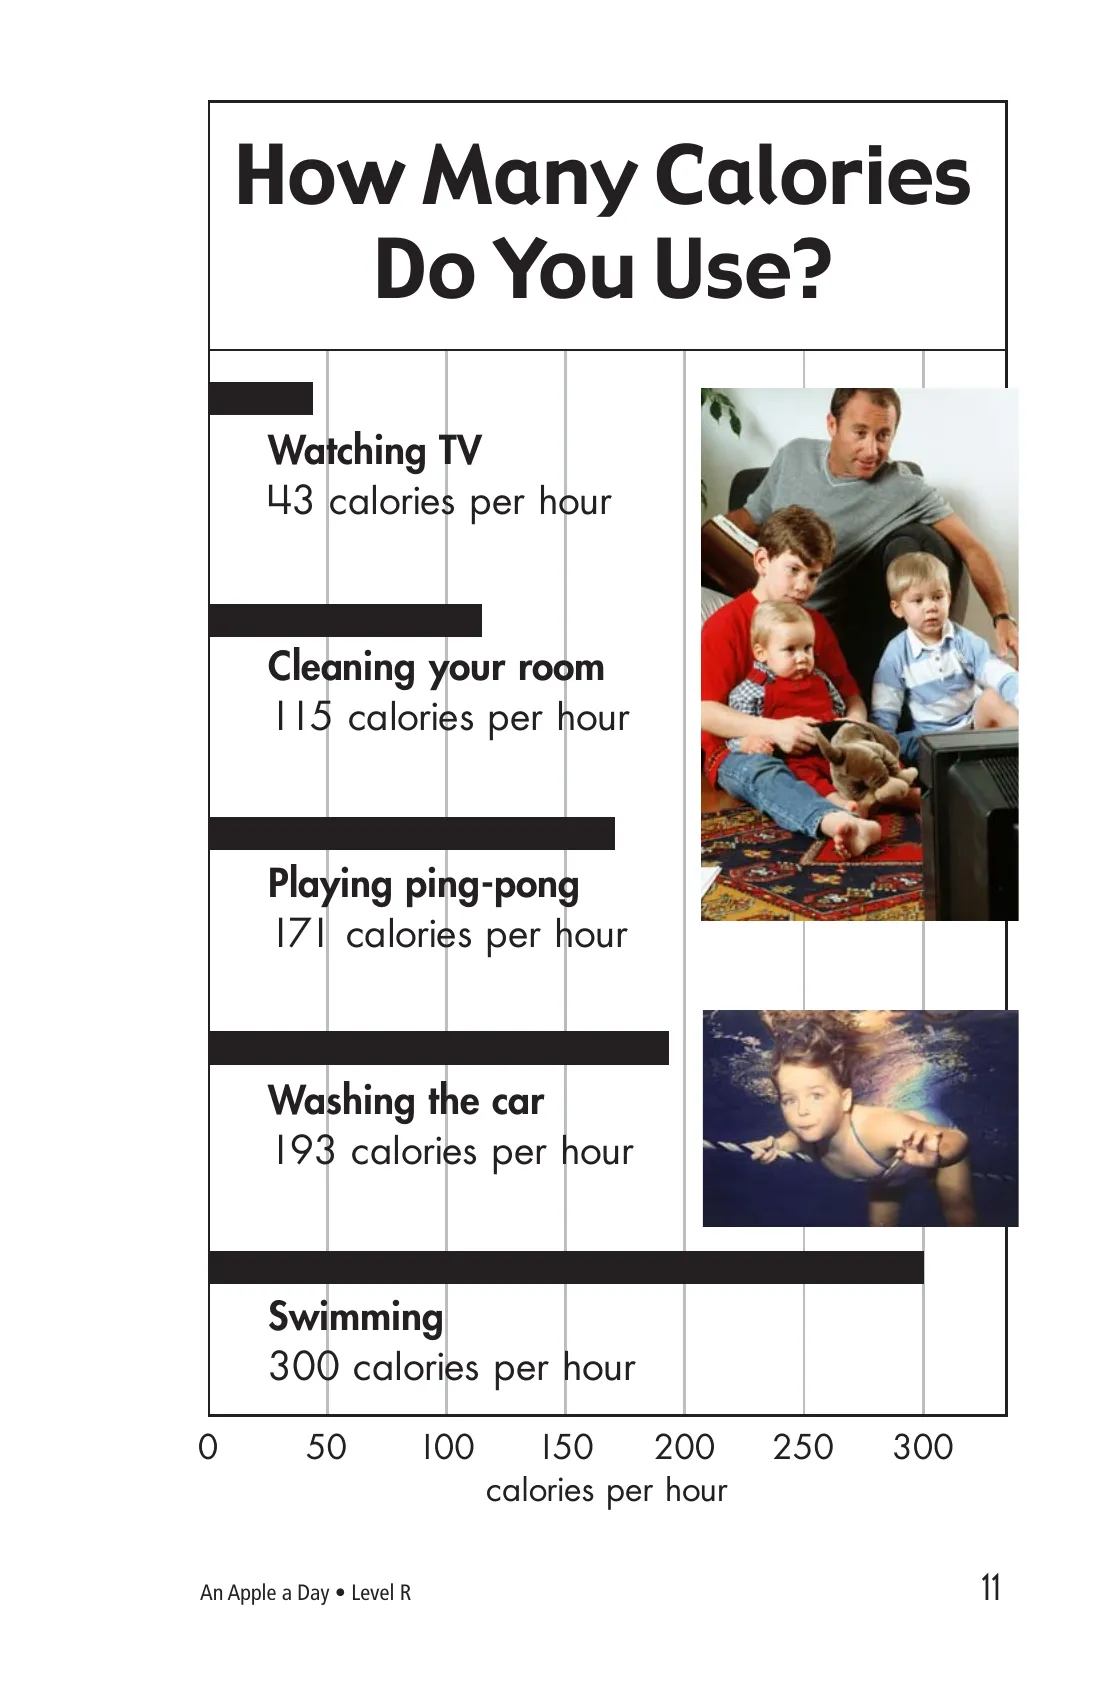 How Many Calories
Do You Use?
Watching TV
43 calories per hour
Cleaning your room
115 calories per hour
Playing ping-pong
171 calories per hour
Washing the car
193 calories per hour
Swimming
300 calories per hour
0 50 100 150 200 250 300
calories per hour
An Apple a Day • Level R 11